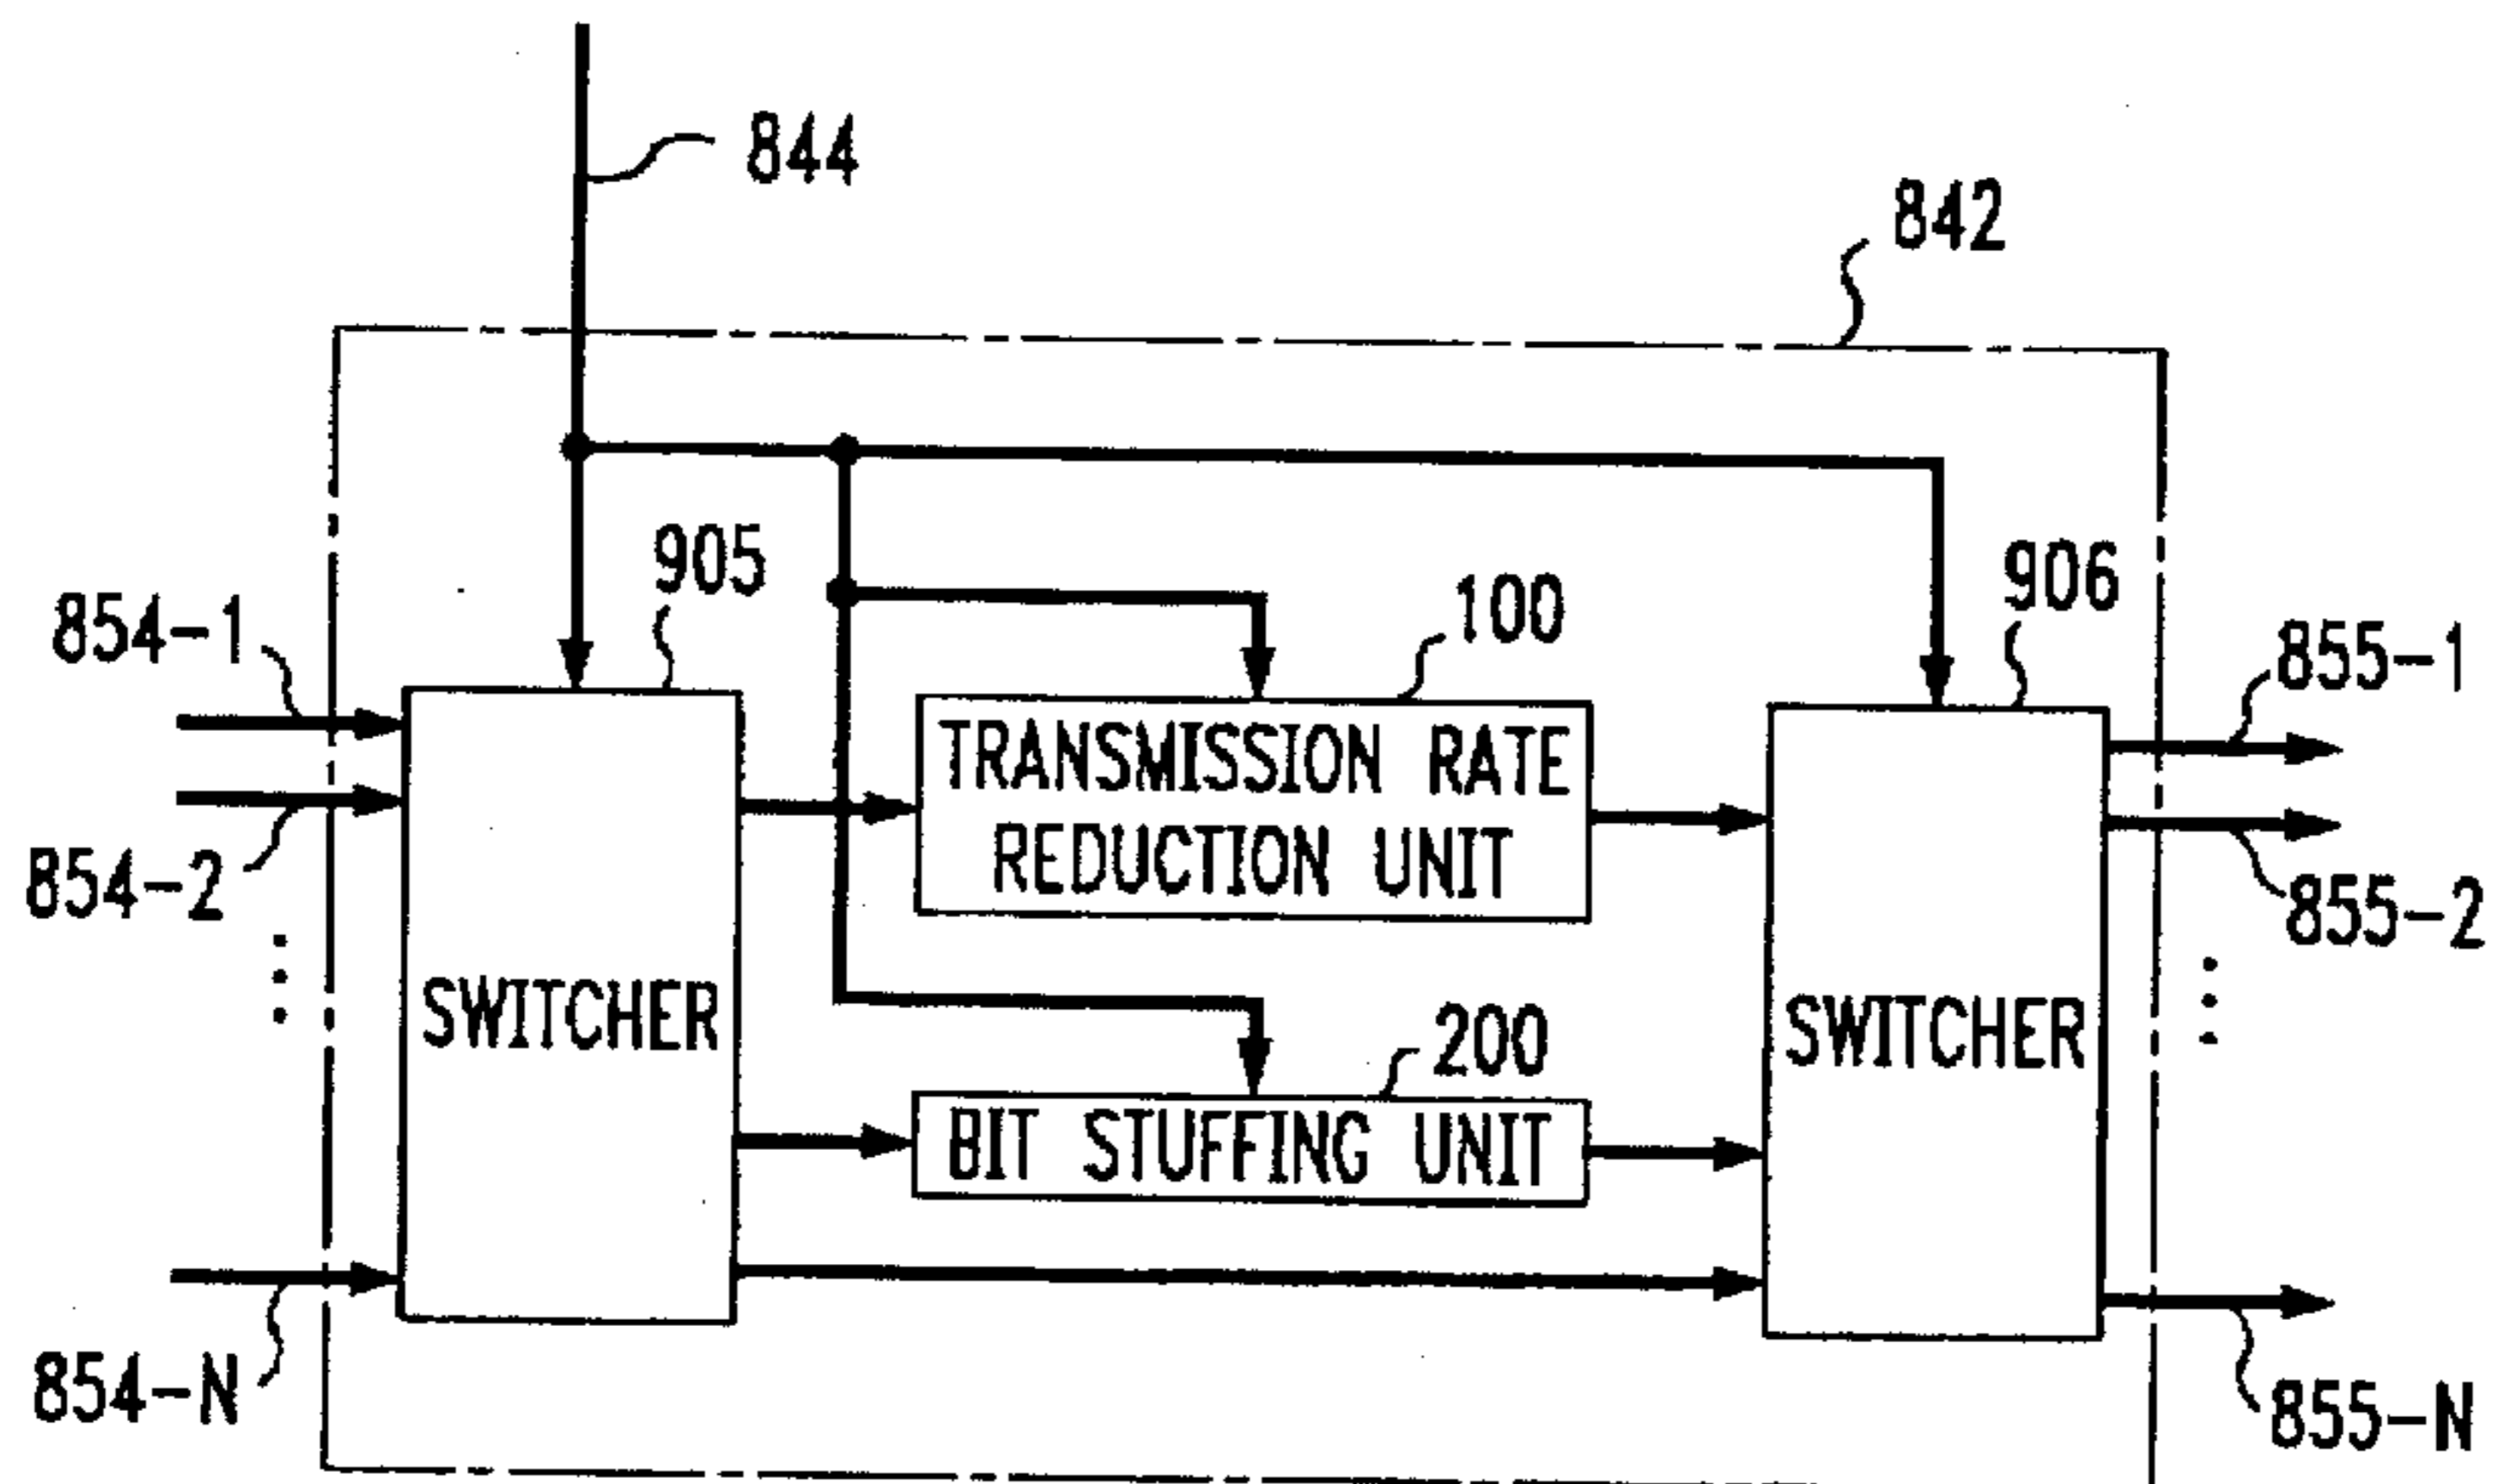 844
842
905
100
906
854-1
855-1
TRANSMISSION RATE
REDUCTION UNIT
854-2
855-2
SWITCHER
SWITCHER
200
BIT STUFFING UNIT
854-N
855-N